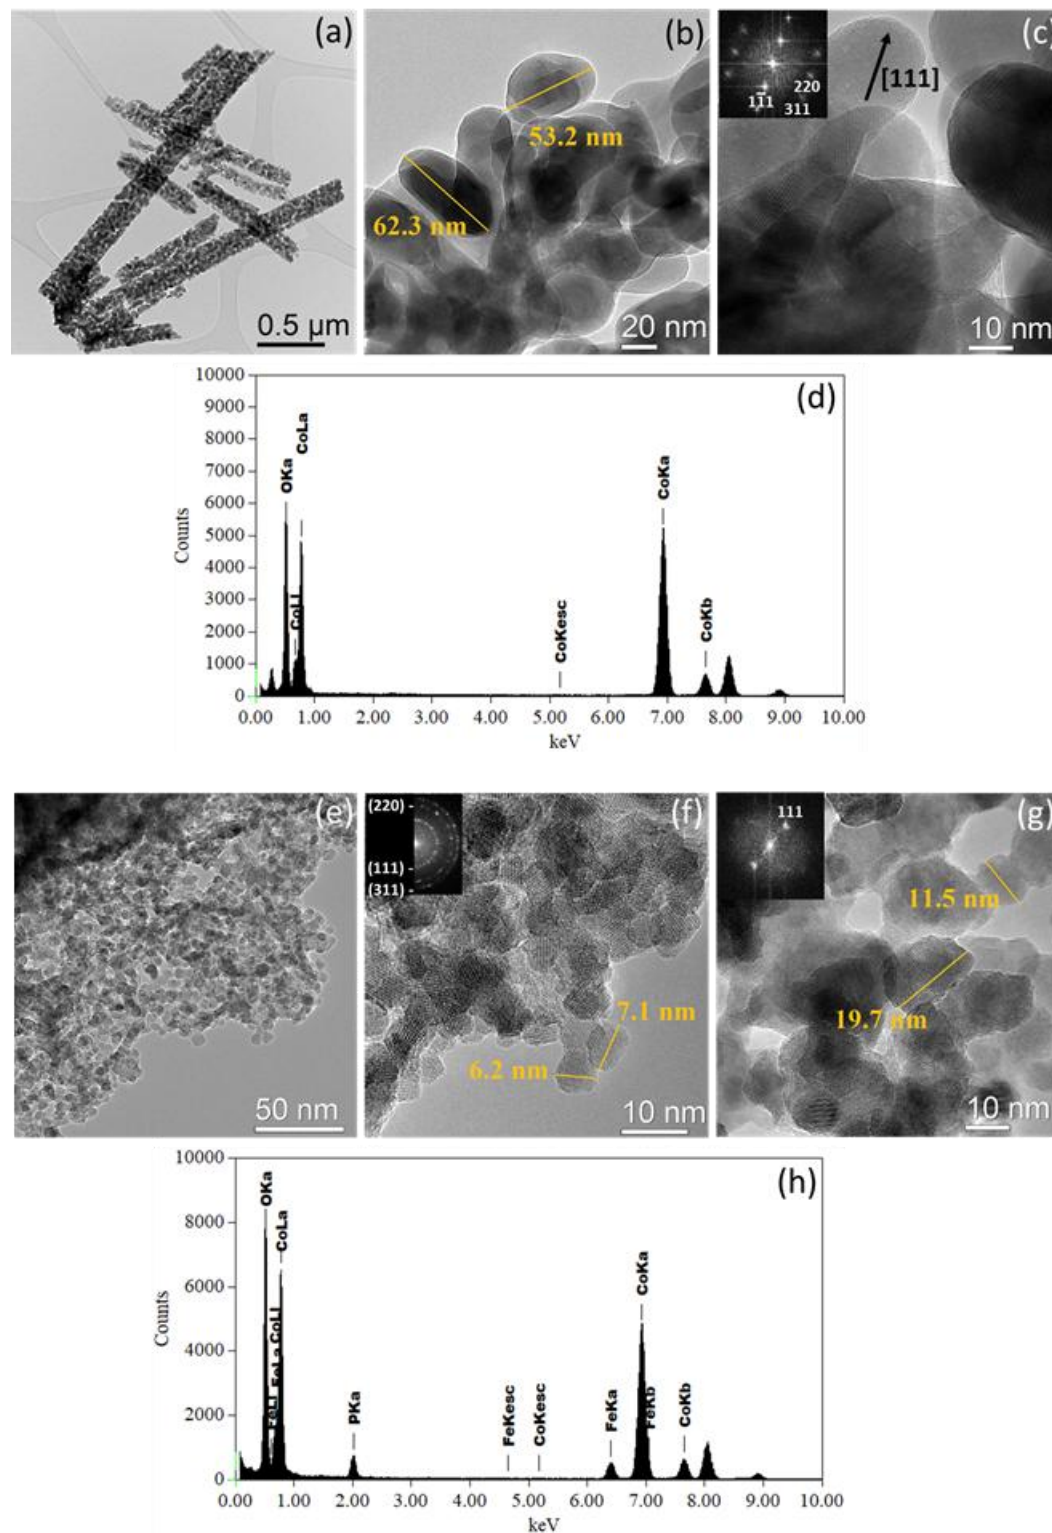 (a)
0.5 µm
(b)
53.2 nm
62.3 nm
20 nm
(c)
[111]
220
11̄1
311
10 nm
(d)
10000
9000
8000
7000
6000
5000
4000
3000
2000
1000
0
Counts
OKa
CoLl
CoLa
CoKesc
CoKa
CoKb
0.00 1.00 2.00 3.00 4.00 5.00 6.00 7.00 8.00 9.00 10.00
keV
(e)
50 nm
(f)
(220)
(111)
(311)
7.1 nm
6.2 nm
10 nm
(g)
111
11.5 nm
19.7 nm
10 nm
(h)
10000
8000
6000
4000
2000
0
Counts
OKa
FeLl
FeLa
CoLl
CoLa
PKa
FeKesc
CoKesc
FeKa
CoKa
FeKb
CoKb
0.00 1.00 2.00 3.00 4.00 5.00 6.00 7.00 8.00 9.00 10.00
keV